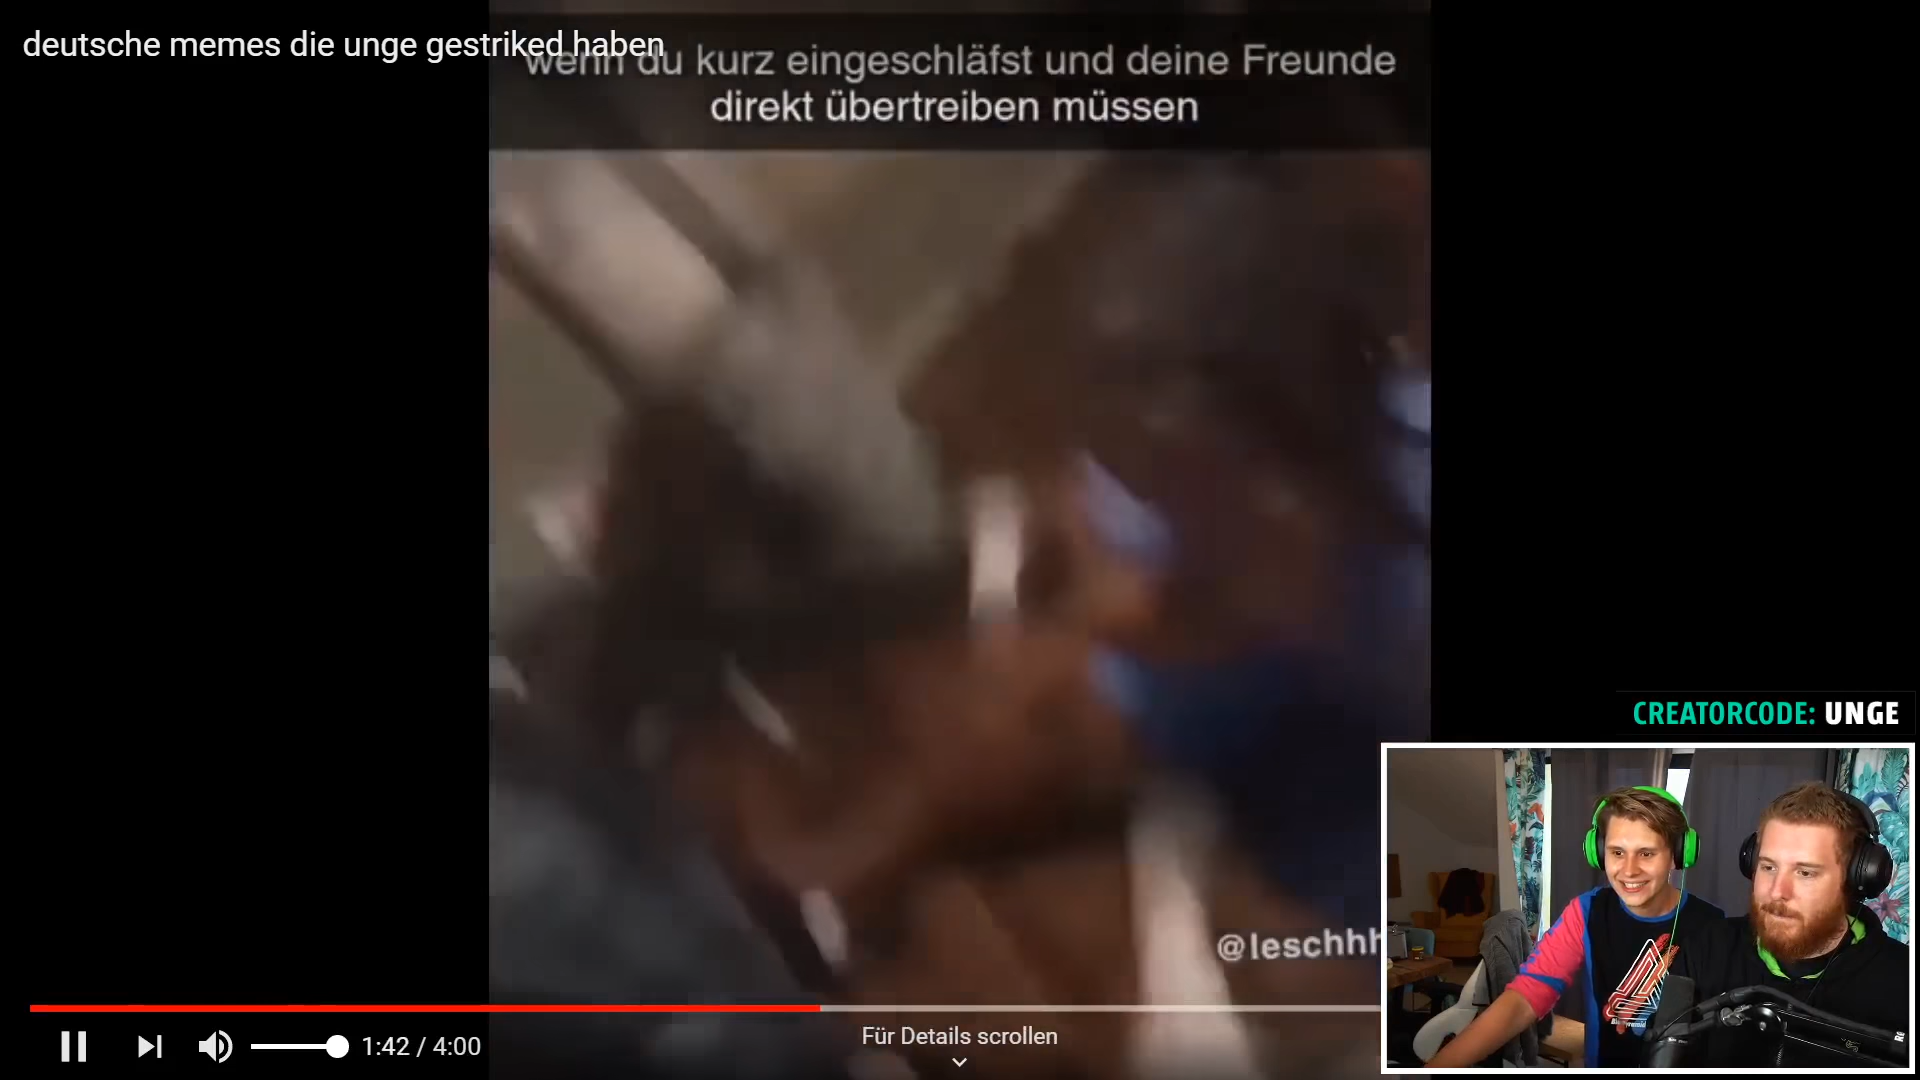 deutsche memes die unge gestriked haben
wenn du kurz eingeschläfst und deine Freunde
direkt übertreiben müssen
CREATORCODE: UNGE
@leschhh
1:42 / 4:00
Für Details scrollen